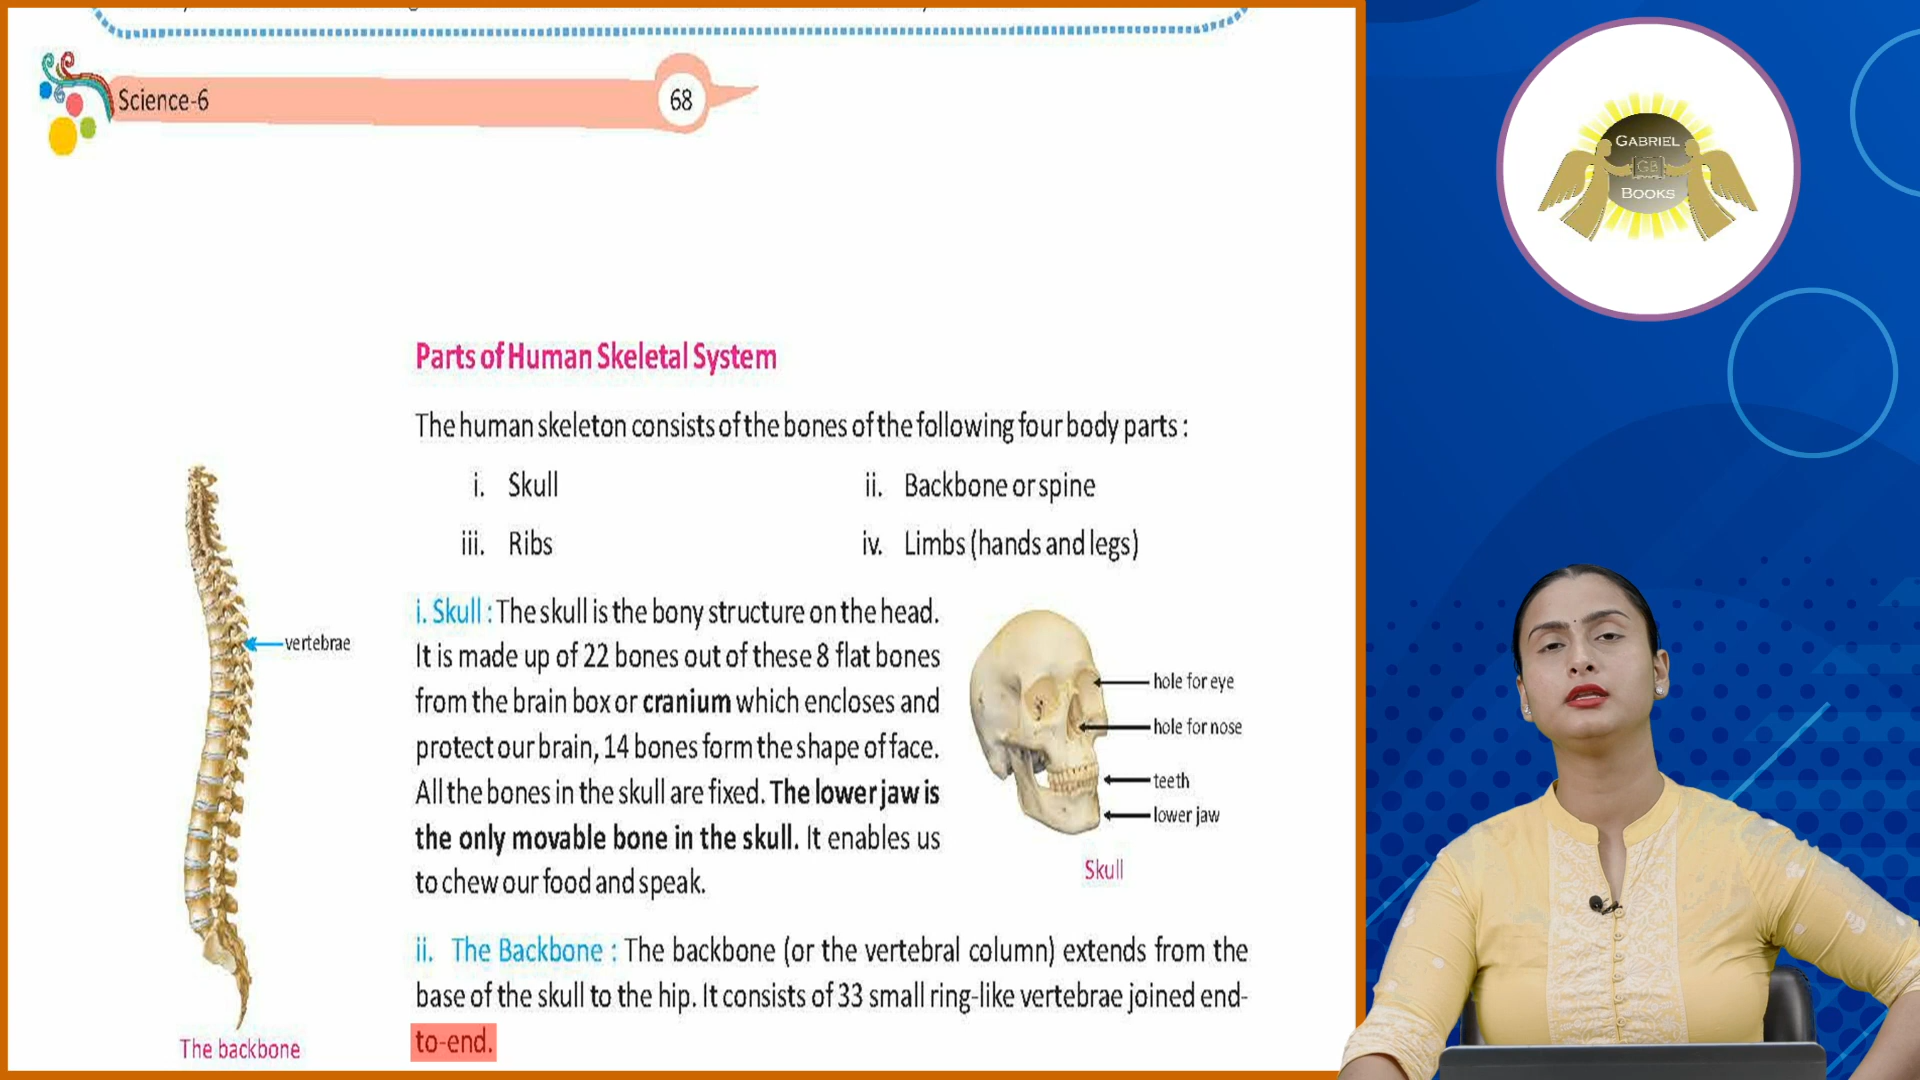 Science-6
68
GABRIEL
GB
BOOKS
Parts of Human Skeletal System
The human skeleton consists of the bones of the following four body parts :
i. Skull
ii. Backbone or spine
iii. Ribs
iv. Limbs (hands and legs)
i. Skull : The skull is the bony structure on the head.
It is made up of 22 bones out of these 8 flat bones
from the brain box or cranium which encloses and
protect our brain, 14 bones form the shape of face.
All the bones in the skull are fixed. The lower jaw is
the only movable bone in the skull. It enables us
to chew our food and speak.
hole for eye
hole for nose
teeth
lower jaw
Skull
vertebrae
The backbone
ii. The Backbone : The backbone (or the vertebral column) extends from the
base of the skull to the hip. It consists of 33 small ring-like vertebrae joined end-
to-end.